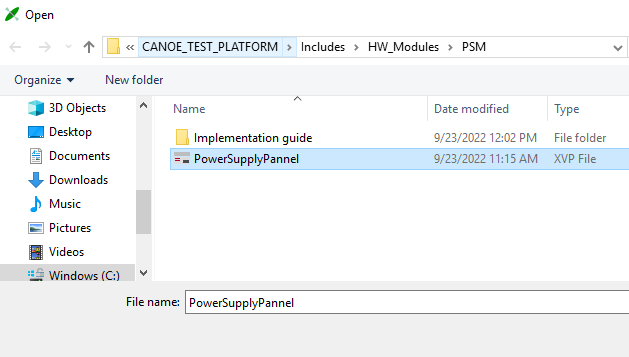 Open
« CANOE_TEST_PLATFORM > Includes > HW_Modules > PSM
Organize New folder
3D Objects
Desktop
Documents
Downloads
Music
Pictures
Videos
Windows (C:)
Name Date modified Type
Implementation guide 9/23/2022 12:02 PM File folder
PowerSupplyPannel 9/23/2022 11:15 AM XVP File
File name: PowerSupplyPannel